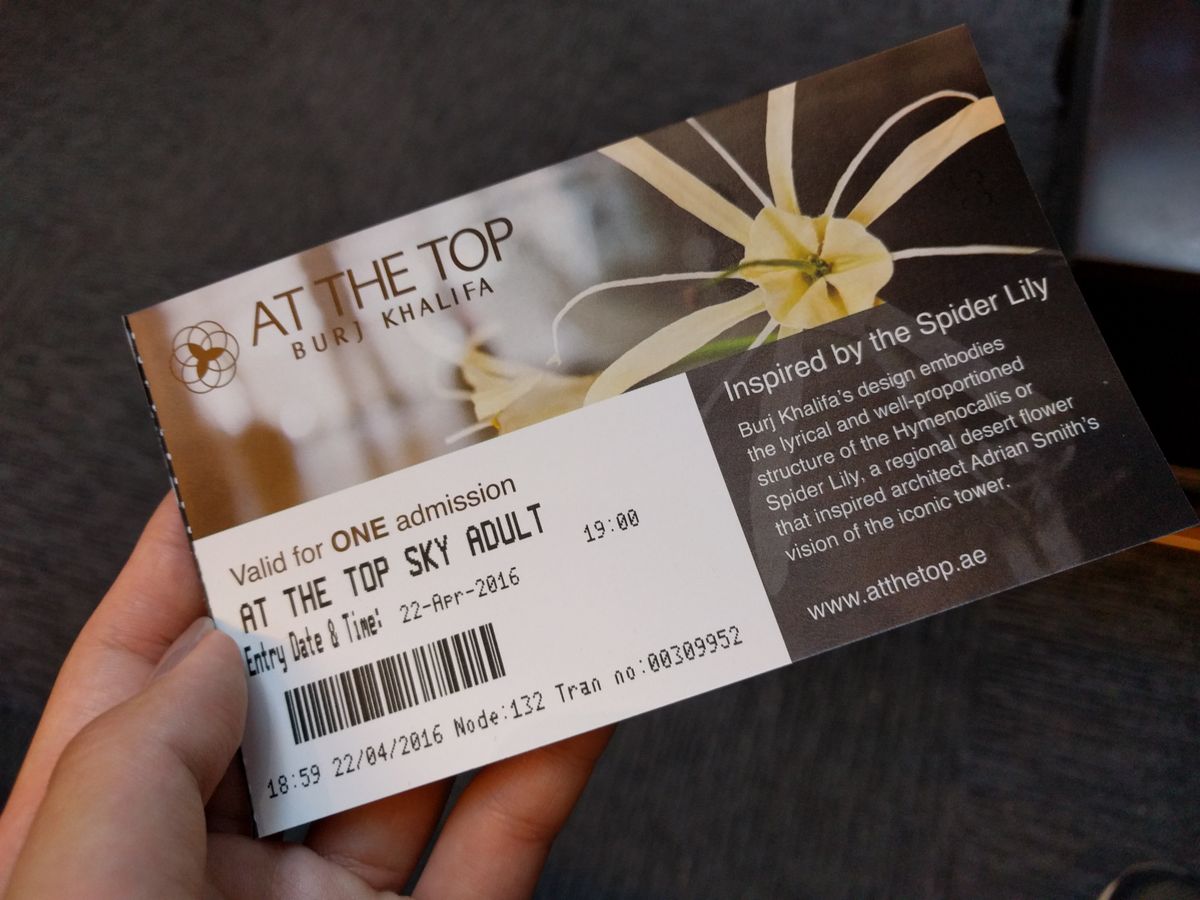 AT THE TOP
BURJ KHALIFA
Valid for ONE admission
AT THE TOP SKY ADULT
Entry Date & Time: 22-Apr-2016 19:00
18:59 22/04/2016 Node:132 Tran no:00309952
Inspired by the Spider Lily
Burj Khalifa's design embodies
the lyrical and well-proportioned
structure of the Hymenocallis or
Spider Lily, a regional desert flower
that inspired architect Adrian Smith's
vision of the iconic tower.
www.atthetop.ae